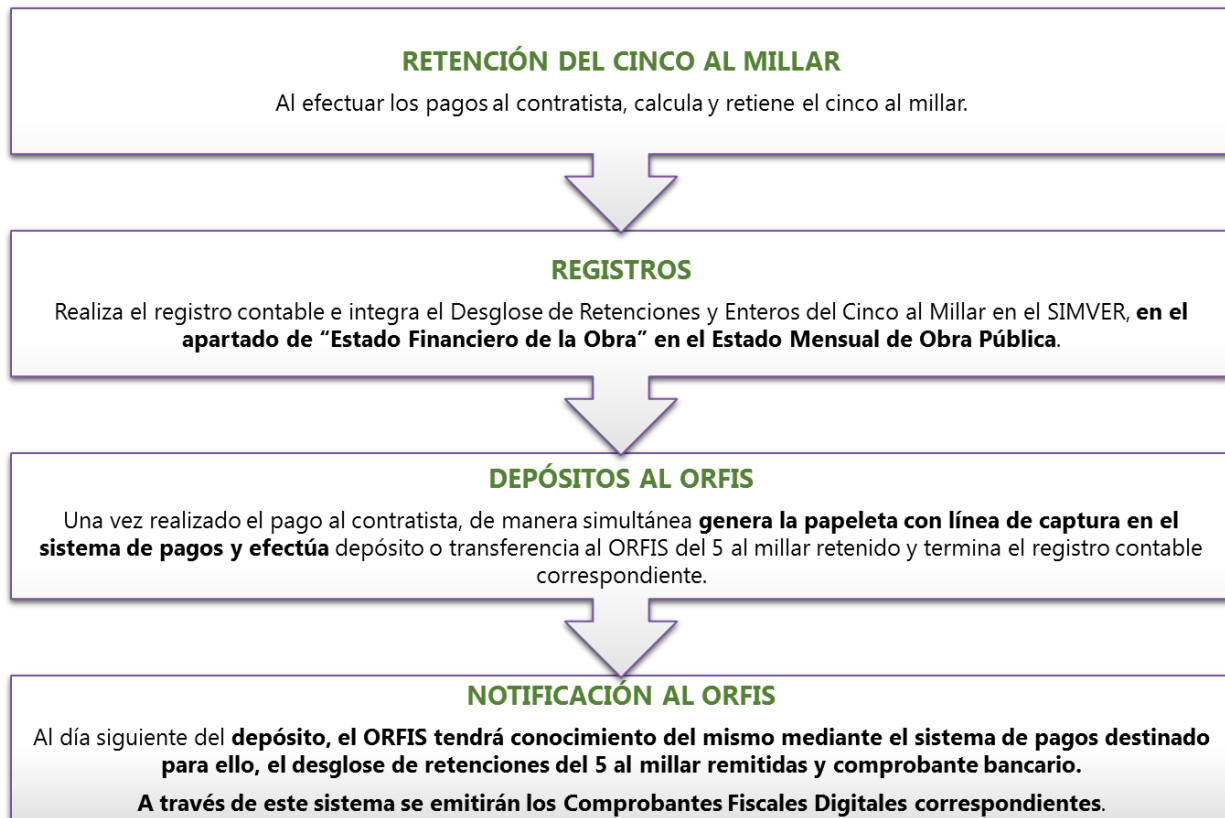 RETENCIÓN DEL CINCO AL MILLAR
Al efectuar los pagos al contratista, calcula y retiene el cinco al millar.
REGISTROS
Realiza el registro contable e integra el Desglose de Retenciones y Enteros del Cinco al Millar en el SIMVER, en el
apartado de “Estado Financiero de la Obra” en el Estado Mensual de Obra Pública.
DEPÓSITOS AL ORFIS
Una vez realizado el pago al contratista, de manera simultánea genera la papeleta con línea de captura en el
sistema de pagos y efectúa depósito o transferencia al ORFIS del 5 al millar retenido y termina el registro contable
correspondiente.
NOTIFICACIÓN AL ORFIS
Al día siguiente del depósito, el ORFIS tendrá conocimiento del mismo mediante el sistema de pagos destinado
para ello, el desglose de retenciones del 5 al millar remitidas y comprobante bancario.
A través de este sistema se emitirán los Comprobantes Fiscales Digitales correspondientes.